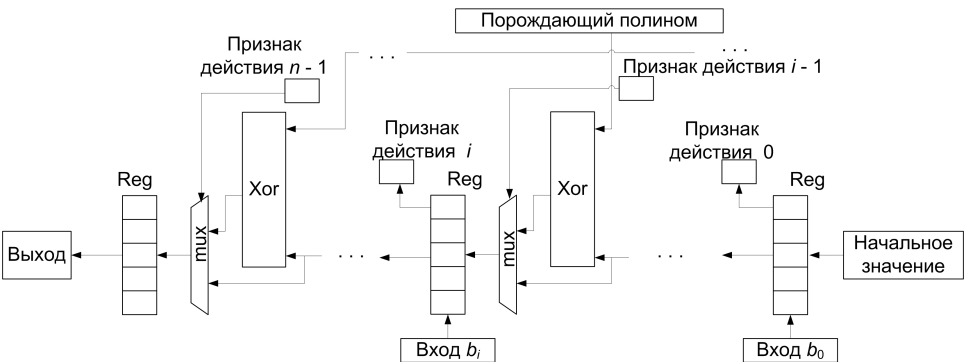 Порождающий полином
Признак
действия n - 1
. . .
. . .
Признак действия i - 1
Признак
действия i
Признак
действия 0
Reg
Xor
Reg
Xor
Reg
Выход
mux
. . .
mux
. . .
Начальное
значение
Вход bi
Вход b0